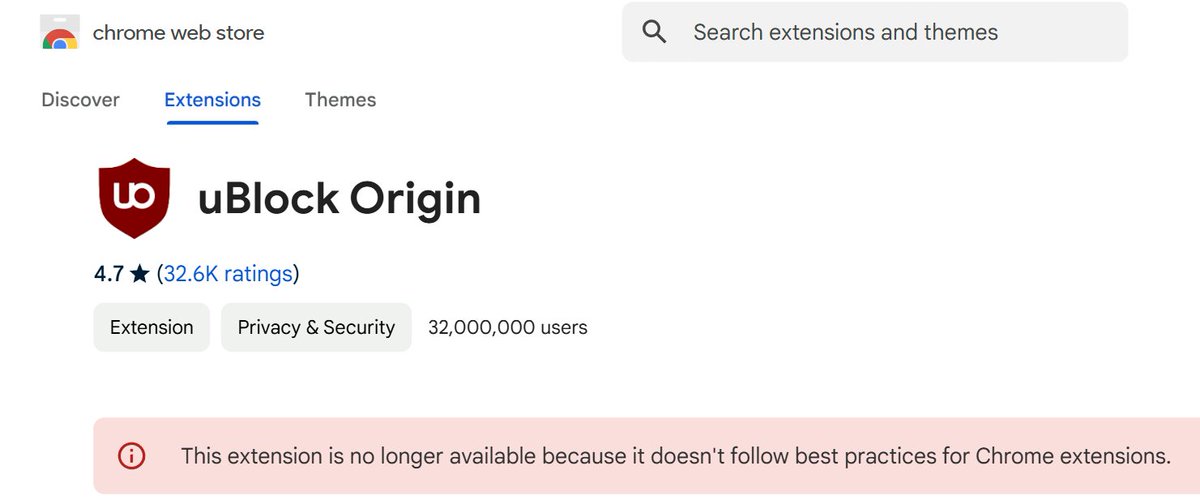 chrome web store
Search extensions and themes
Discover Extensions Themes
uBlock Origin
4.7 ★ (32.6K ratings)
Extension Privacy & Security 32,000,000 users
This extension is no longer available because it doesn't follow best practices for Chrome extensions.